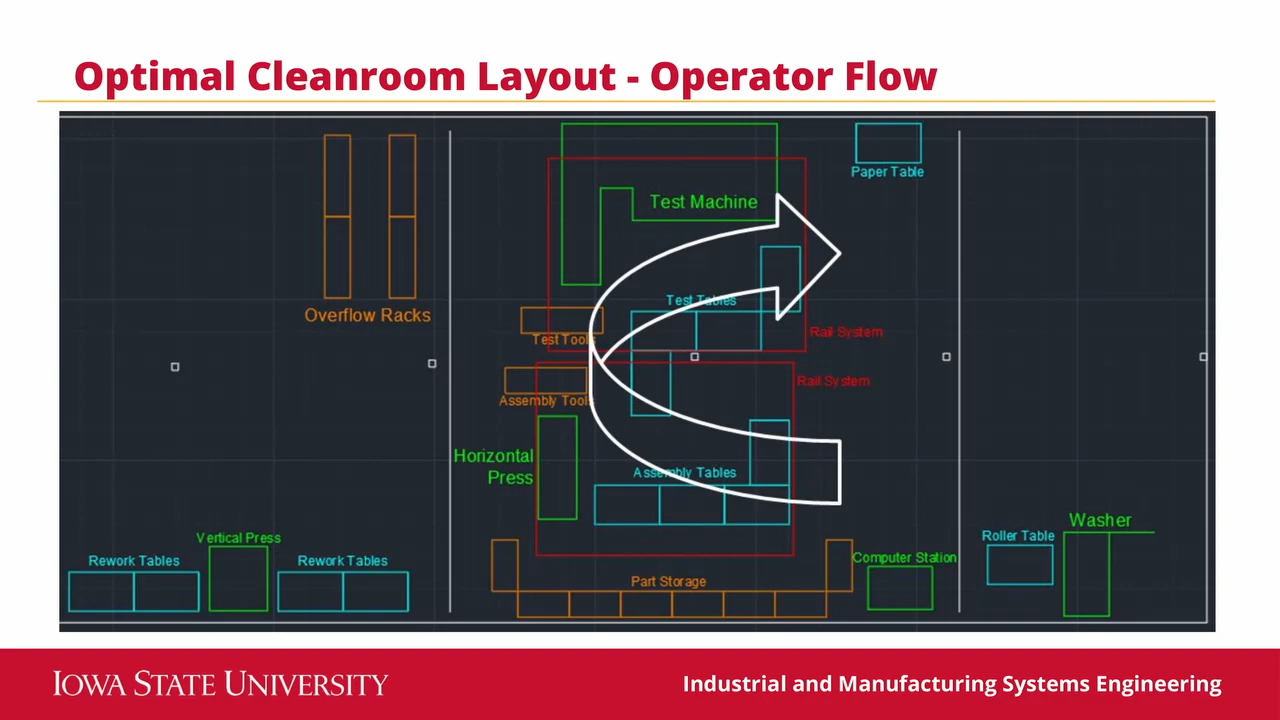 Optimal Cleanroom Layout - Operator Flow
Paper Table
Test Machine
Overflow Racks
Test Tables
Test Tools
Rail System
Rail System
Assembly Tools
Horizontal
Press
Assembly Tables
Washer
Roller Table
Vertical Press
Computer Station
Rework Tables
Rework Tables
Part Storage
IOWA STATE UNIVERSITY
Industrial and Manufacturing Systems Engineering